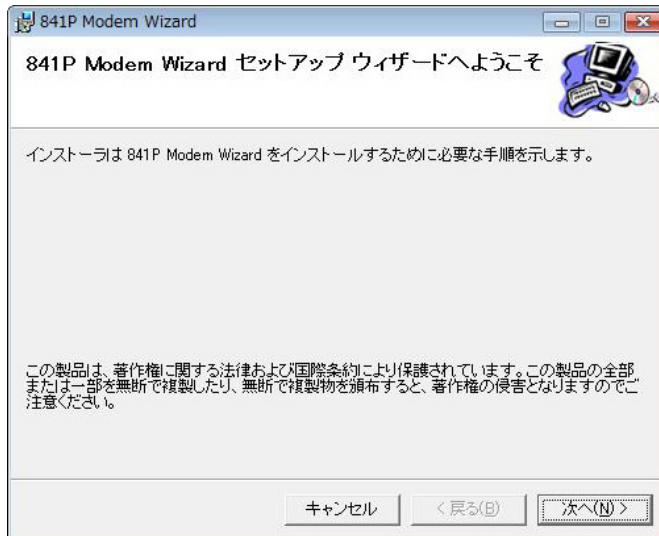 841P Modem Wizard
841P Modem Wizard セットアップ ウィザードへようこそ
インストーラは 841P Modem Wizard をインストールするために必要な手順を示します。
この製品は、著作権に関する法律および国際条約により保護されています。この製品の全部
または一部を無断で複製したり、無断で複製物を頒布すると、著作権の侵害となりますのでご
注意ください。
キャンセル
< 戻る(B)
次へ(N) >